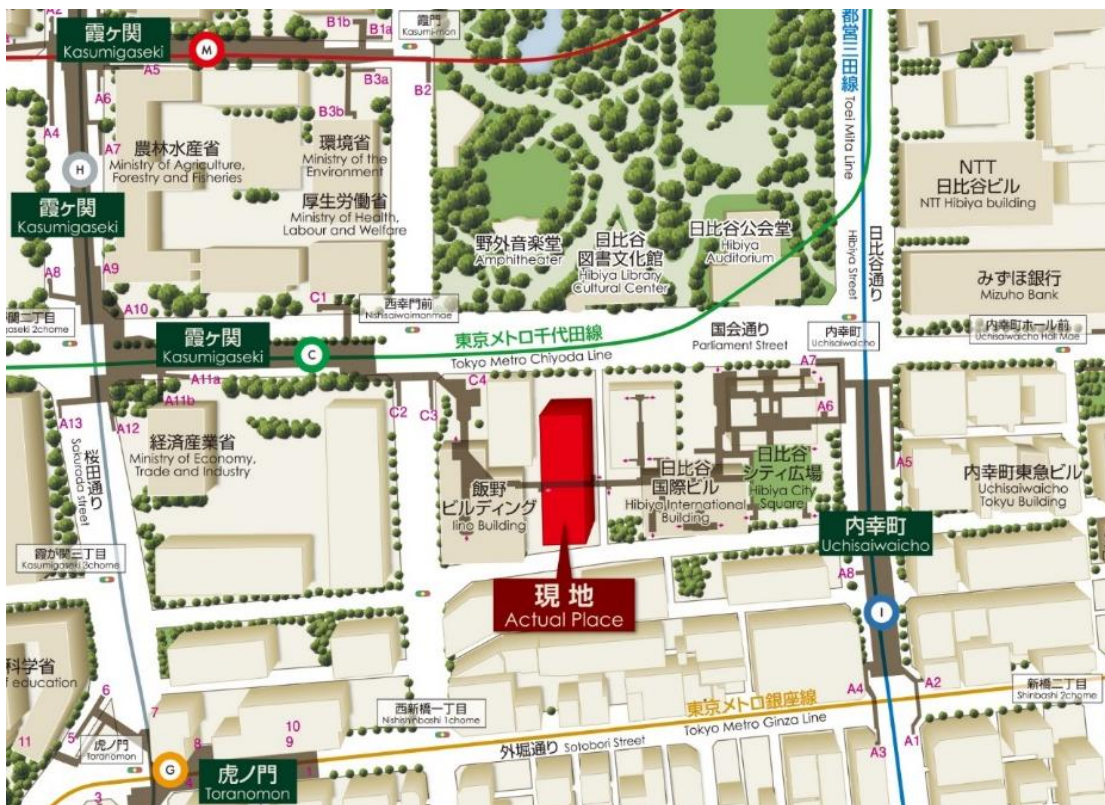 A2
霞ヶ関
Kasumigaseki
M
B1b
B1a
霞門
Kasumi-mon
A5
A6
A4
A7
B3a
B3b
B2
H
霞ヶ関
Kasumigaseki
農林水産省
Ministry of Agriculture,
Forestry and Fisheries
環境省
Ministry of the
Environment
厚生労働省
Ministry of Health,
Labour and Welfare
野外音楽堂
Amphitheater
日比谷
図書文化館
Hibiya Library
Cultural Center
日比谷公会堂
Hibiya
Auditorium
都営三田線
Toei Mita Line
日比谷通り
Hibiya Street
NTT
日比谷ビル
NTT Hibiya building
みずほ銀行
Mizuho Bank
A8
A9
A10
C1
西幸門前
Nishisaiwaimonmae
関二丁目
gaseki 2chome
霞ヶ関
Kasumigaseki
C
東京メトロ千代田線
Tokyo Metro Chiyoda Line
国会通り
Parliament Street
内幸町
Uchisaiwaicho
内幸町ホール前
Uchisaiwaicho Hall Mae
A11a
A11b
A13
A12
C2
C3
C4
A7
A6
A5
桜田通り
Sakurada street
経済産業省
Ministry of Economy,
Trade and Industry
飯野
ビルディング
Iino Building
日比谷
国際ビル
Hibiya International
Building
日比谷
シティ広場
Hibiya City
Square
内幸町東急ビル
Uchisaiwaicho
Tokyu Building
内幸町
Uchisaiwaicho
霞が関三丁目
Kasumigaseki 3chome
現地
Actual Place
A8
I
科学省
of education
6
7
5
11
虎ノ門
Toranomon
8
10
9
西新橋一丁目
Nishishinbashi 1chome
東京メトロ銀座線
Tokyo Metro Ginza Line
外堀通り Sotobori Street
A4
A2
A3
A1
新橋二丁目
Shinbashi 2chome
G
虎ノ門
Toranomon
4
1
3